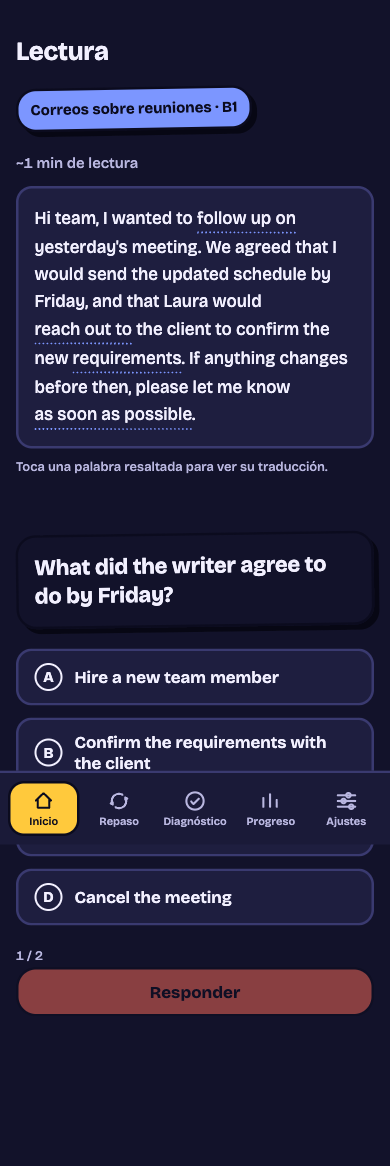 Lectura
Correos sobre reuniones · B1
~1 min de lectura
Hi team, I wanted to follow up on
yesterday's meeting. We agreed that I
would send the updated schedule by
Friday, and that Laura would
reach out to the client to confirm the
new requirements. If anything changes
before then, please let me know
as soon as possible.
Toca una palabra resaltada para ver su traducción.
What did the writer agree to
do by Friday?
A Hire a new team member
B Confirm the requirements with
the client
Inicio Repaso Diagnóstico Progreso Ajustes
D Cancel the meeting
1 / 2
Responder